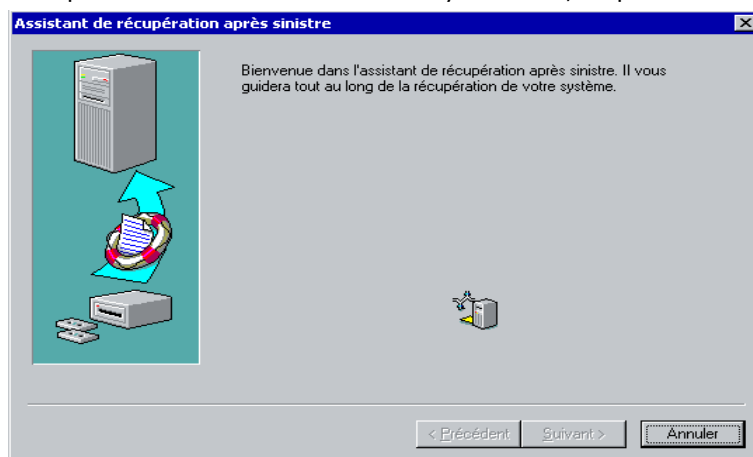 Assistant de récupération après sinistre
Bienvenue dans l'assistant de récupération après sinistre. Il vous
guidera tout au long de la récupération de votre système.
< Précédent
Suivant >
Annuler